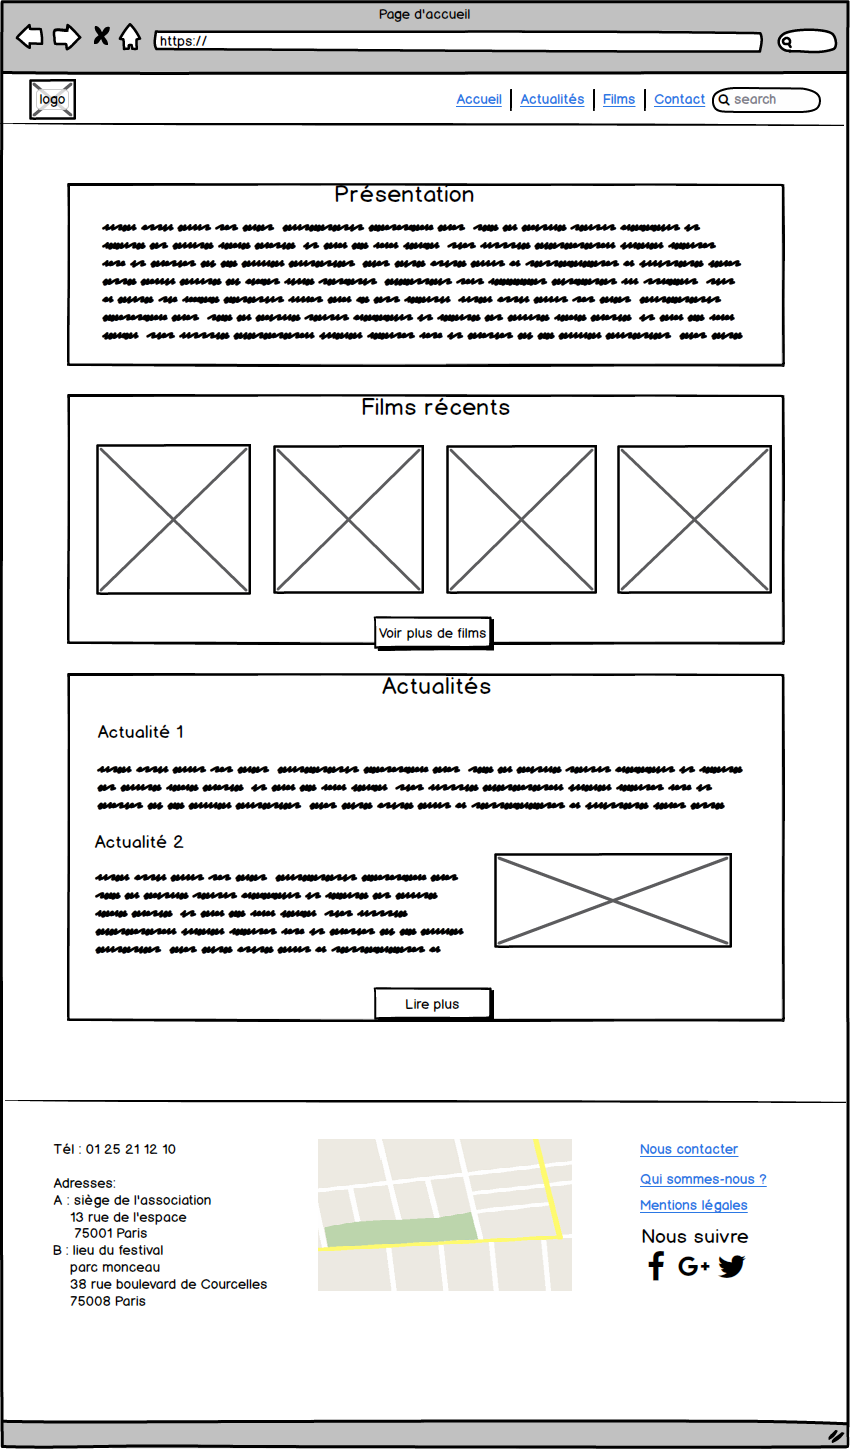 Page d'accueil
https://
logo
Accueil Actualités Films Contact search
Présentation
Films récents
Voir plus de films
Actualités
Actualité 1
Actualité 2
Lire plus
Tél : 01 25 21 12 10
Adresses:
A : siège de l'association
13 rue de l'espace
75001 Paris
B : lieu du festival
parc monceau
38 rue boulevard de Courcelles
75008 Paris
Nous contacter
Qui sommes-nous ?
Mentions légales
Nous suivre